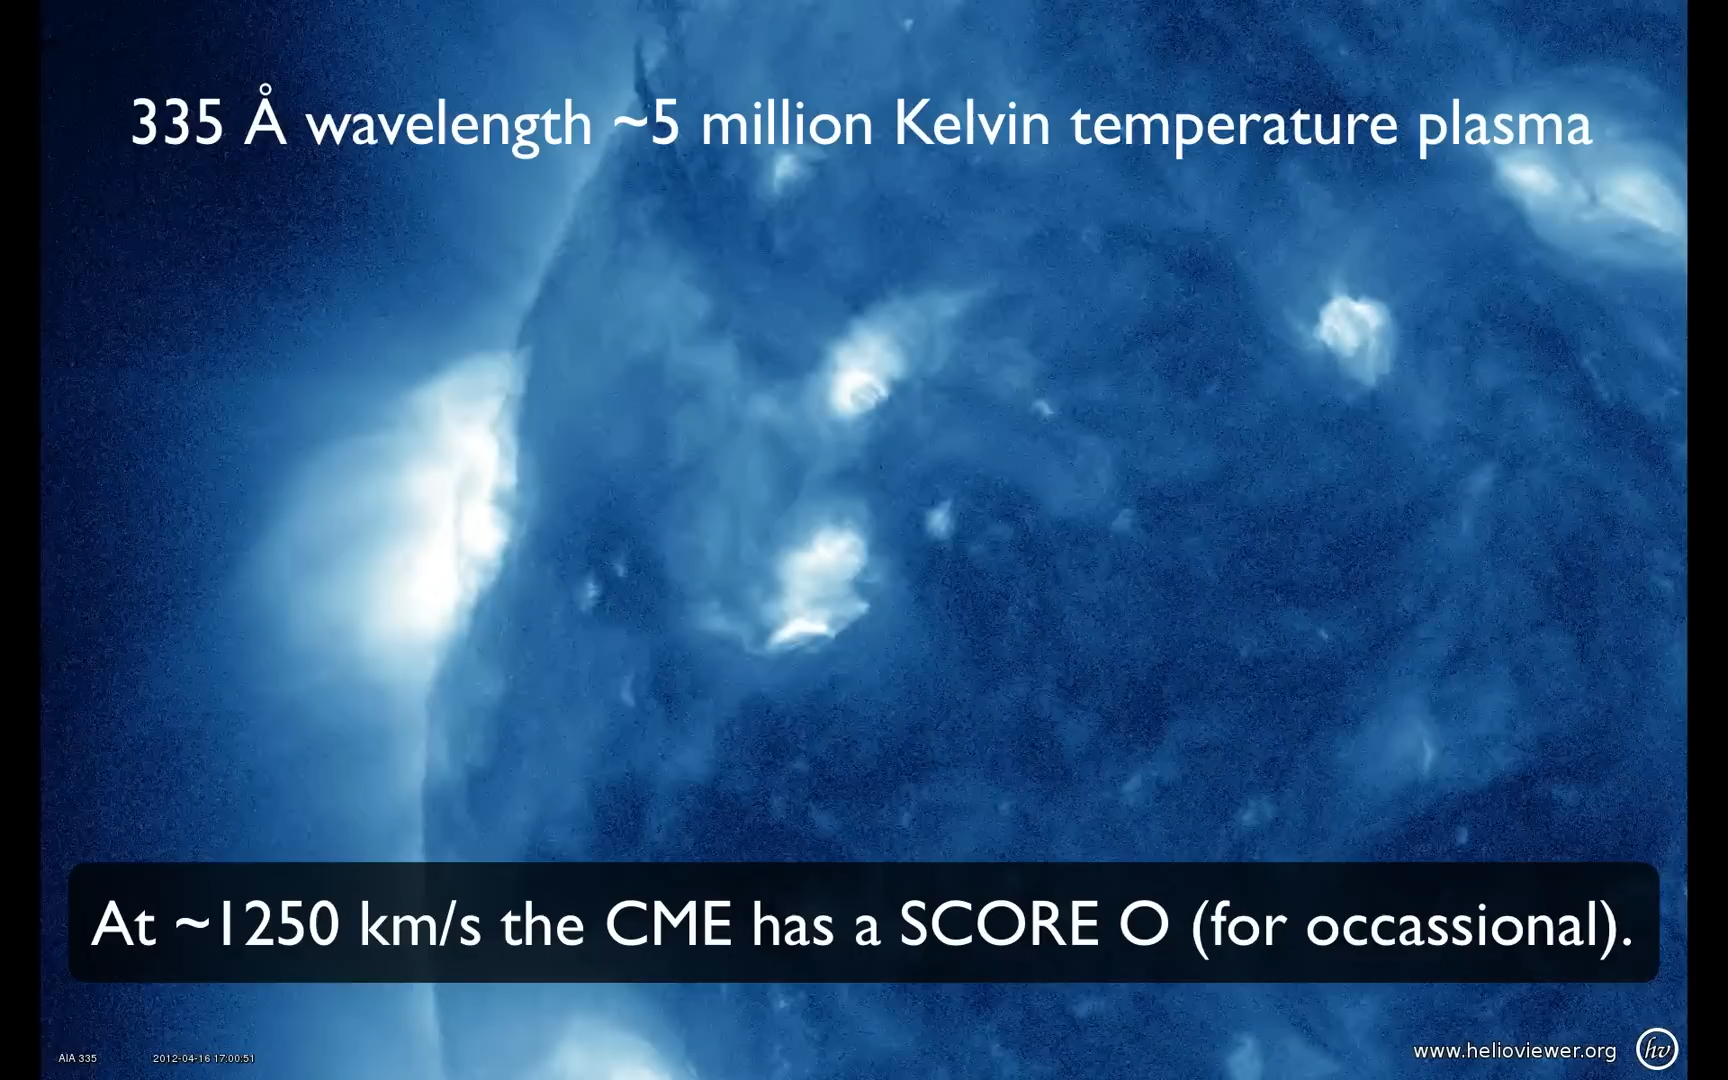 335 Å wavelength ~5 million Kelvin temperature plasma
At ~1250 km/s the CME has a SCORE O (for occassional).
AIA 335 2012-04-16 17:00:51
www.helioviewer.org hv